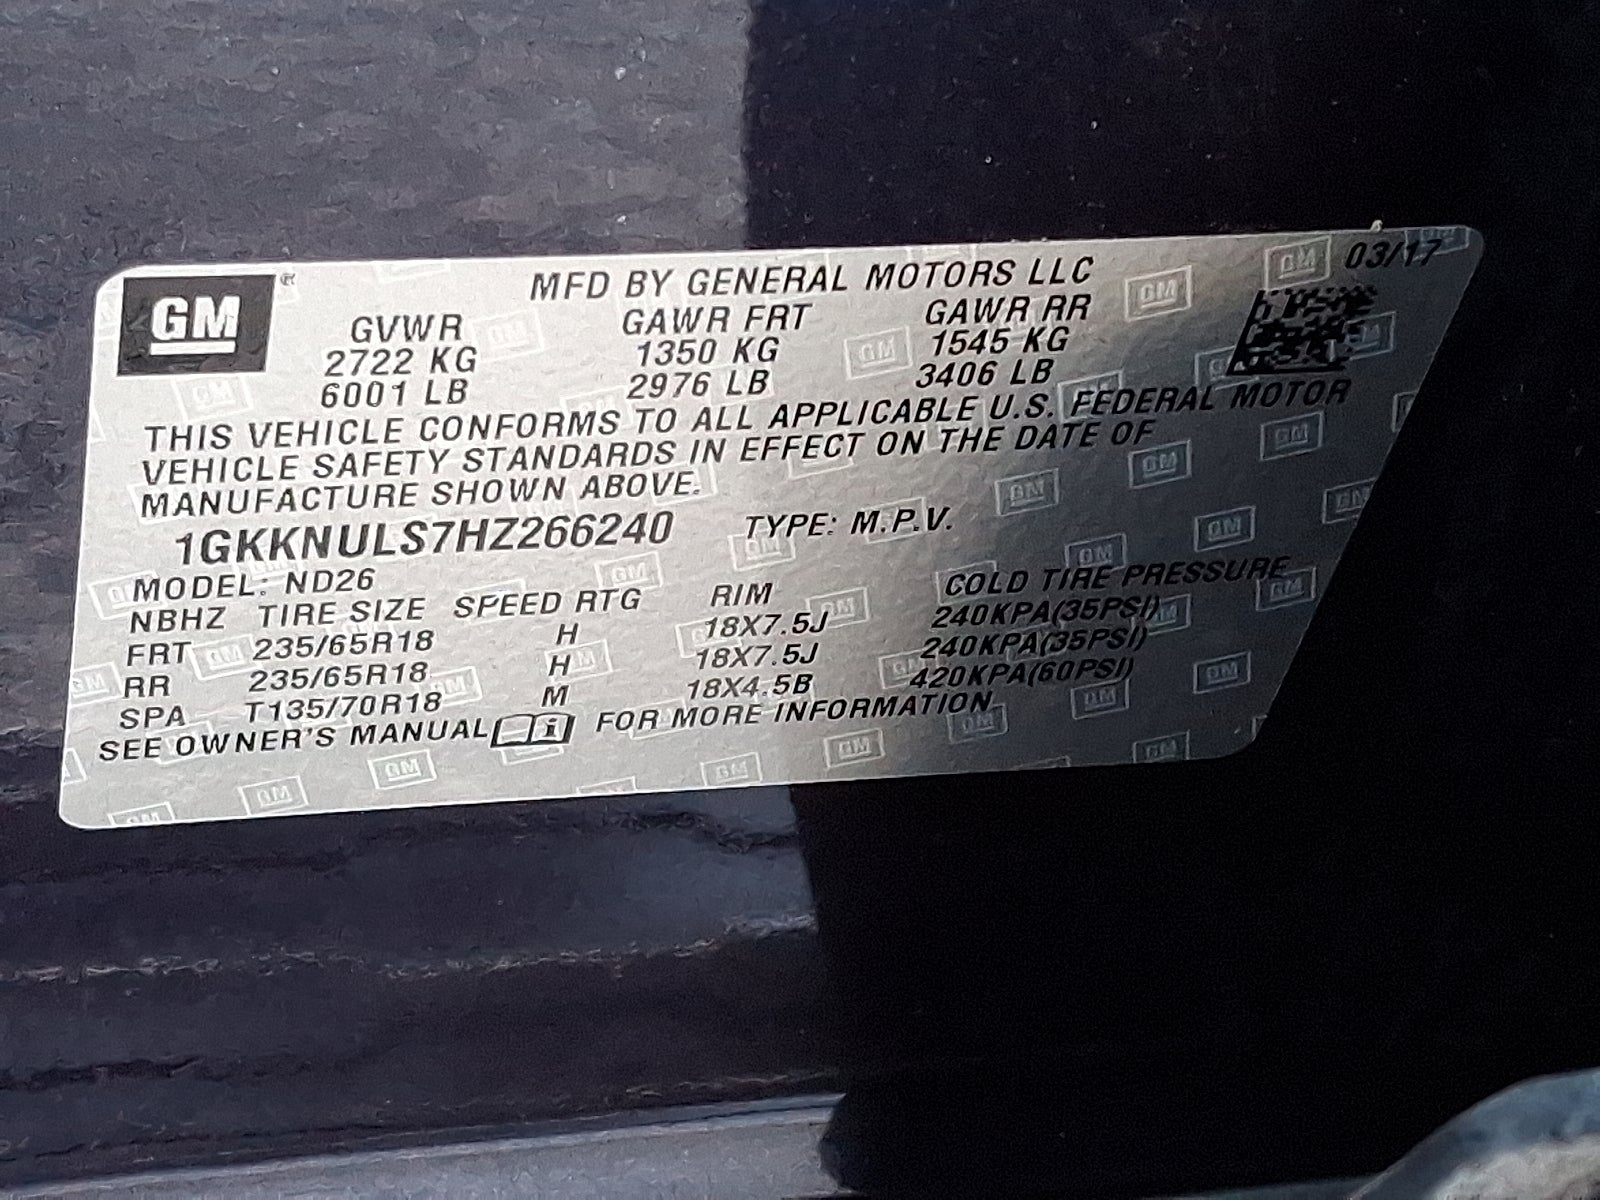 GM
MFD BY GENERAL MOTORS LLC 03/17
GVWR GAWR FRT GAWR RR
2722 KG 1350 KG 1545 KG
6001 LB 2976 LB 3406 LB
THIS VEHICLE CONFORMS TO ALL APPLICABLE U.S. FEDERAL MOTOR
VEHICLE SAFETY STANDARDS IN EFFECT ON THE DATE OF
MANUFACTURE SHOWN ABOVE.
1GKKNULS7HZ266240 TYPE: M.P.V.
MODEL: ND26
NBHZ TIRE SIZE SPEED RTG RIM COLD TIRE PRESSURE
FRT 235/65R18 H 18X7.5J 240KPA(35PSI)
RR 235/65R18 H 18X7.5J 240KPA(35PSI)
SPA T135/70R18 M 18X4.5B 420KPA(60PSI)
SEE OWNER'S MANUAL i FOR MORE INFORMATION.